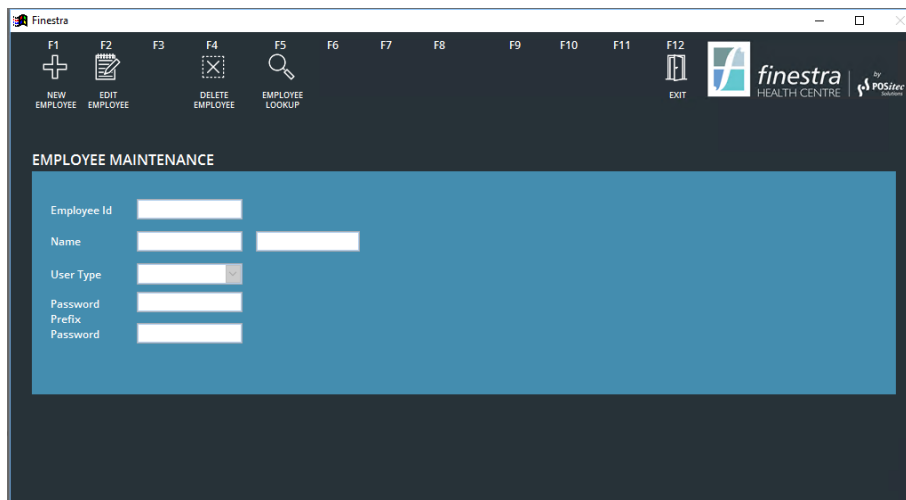 Finestra
F1 F2 F3 F4 F5 F6 F7 F8 F9 F10 F11 F12
NEW EMPLOYEE
EDIT EMPLOYEE
DELETE EMPLOYEE
EMPLOYEE LOOKUP
EXIT
finestra
HEALTH CENTRE
by
POSitec
Solutions
EMPLOYEE MAINTENANCE
Employee Id
Name
User Type
Password
Prefix
Password